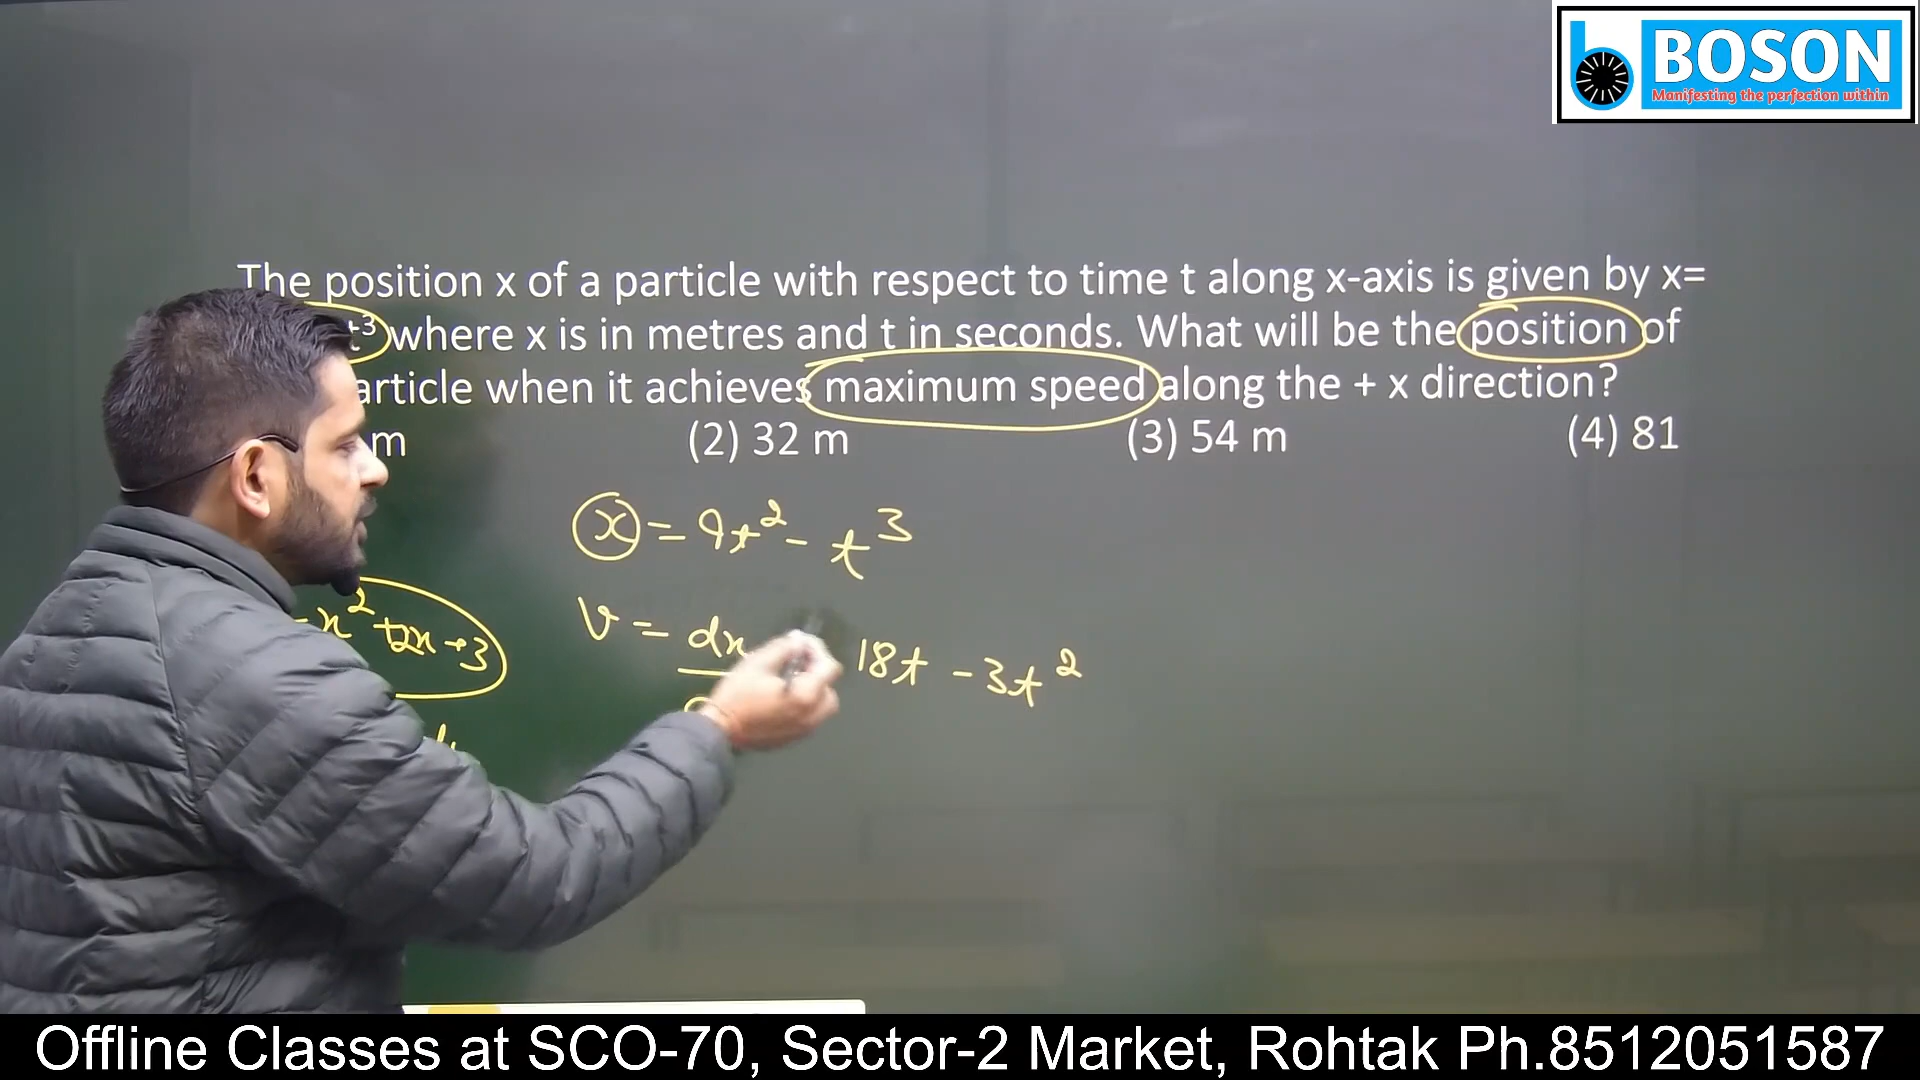 BOSON
Manifesting the perfection within
The position x of a particle with respect to time t along x-axis is given by x=
t³ where x is in metres and t in seconds. What will be the position of
article when it achieves maximum speed along the + x direction?
m (2) 32 m (3) 54 m (4) 81
x = 9t² - t³
-x² +2x+3
v = dx 18t - 3t²
Offline Classes at SCO-70, Sector-2 Market, Rohtak Ph.8512051587